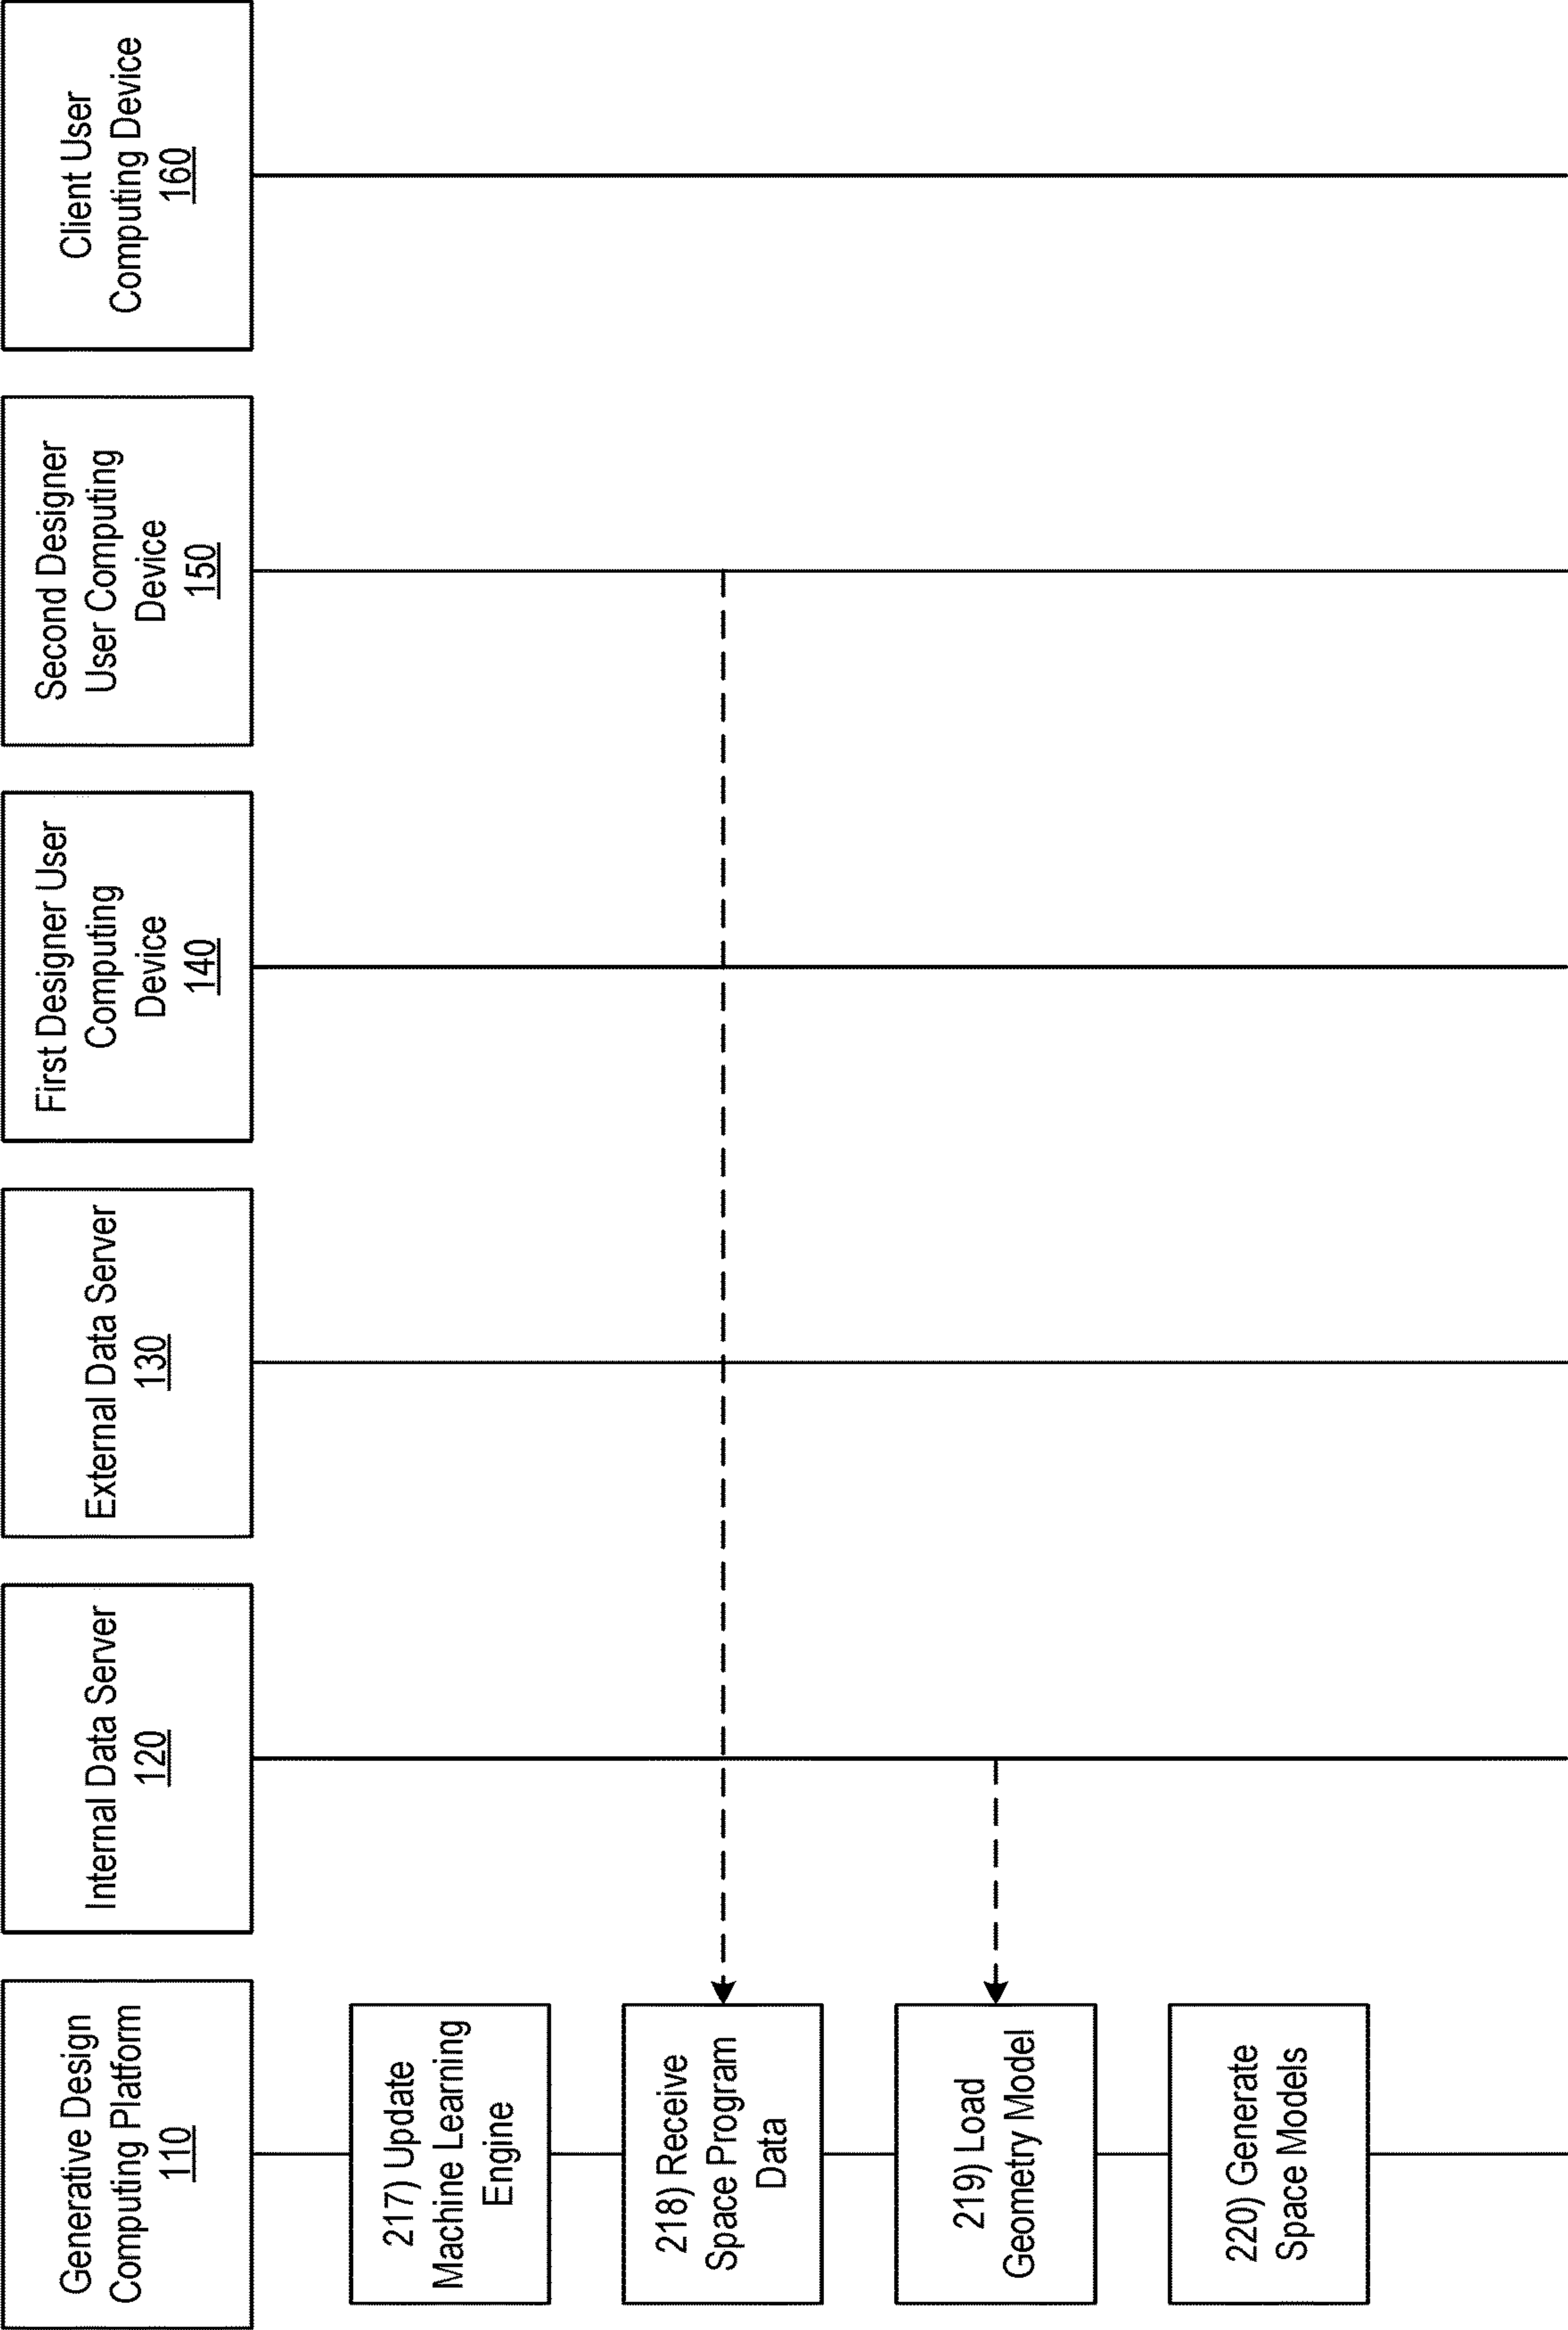 Generative Design
Computing Platform
110
Internal Data Server
120
External Data Server
130
First Designer User
Computing
Device
140
Second Designer
User Computing
Device
150
Client User
Computing Device
160
217) Update
Machine Learning
Engine
218) Receive
Space Program
Data
219) Load
Geometry Model
220) Generate
Space Models